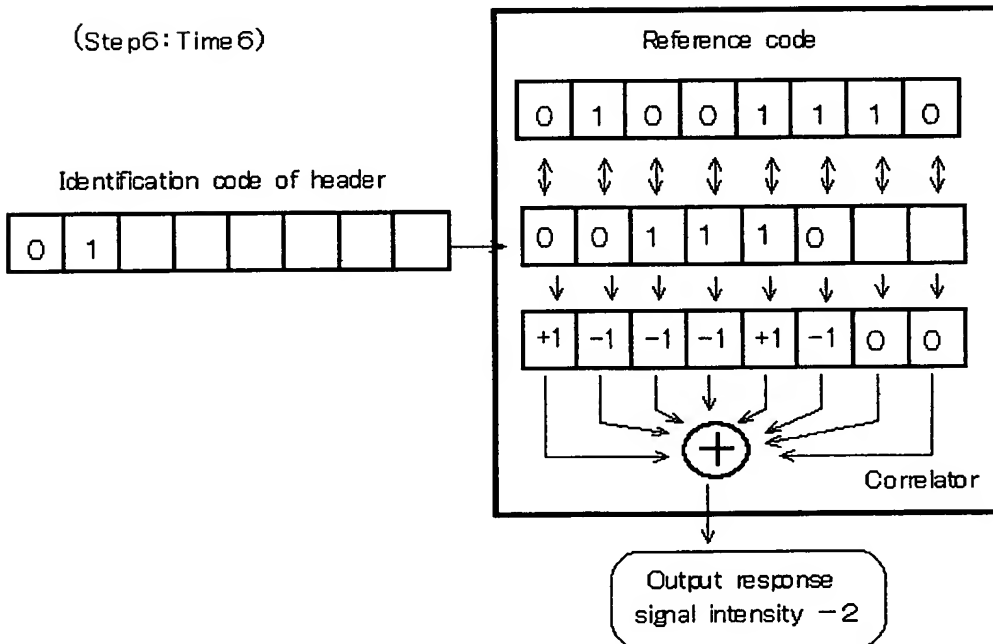 (Step6:Time6)
Reference code
0 1 0 0 1 1 1 0
Identification code of header
0 1
0 0 1 1 1 0
+1 -1 -1 -1 +1 -1 0 0
+
Correlator
Output response
signal intensity -2